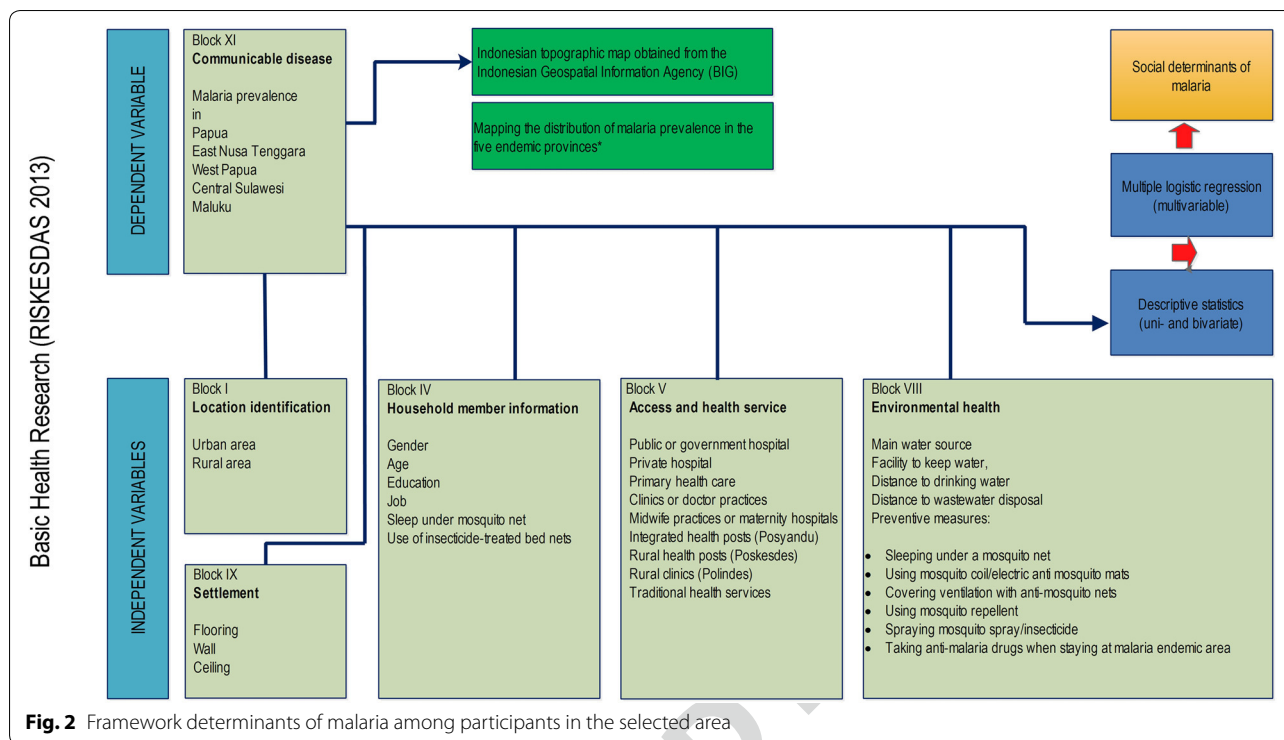 Basic Health Research (RISKESDAS 2013)
DEPENDENT VARIABLE
Block XI
Communicable disease
Malaria prevalence
in
Papua
East Nusa Tenggara
West Papua
Central Sulawesi
Maluku
Indonesian topographic map obtained from the
Indonesian Geospatial Information Agency (BIG)
Mapping the distribution of malaria prevalence in the
five endemic provinces*
Social determinants of
malaria
Multiple logistic regression
(multivariable)
Descriptive statistics
(uni- and bivariate)
INDEPENDENT VARIABLES
Block I
Location identification
Urban area
Rural area
Block IX
Settlement
Flooring
Wall
Ceiling
Block IV
Household member information
Gender
Age
Education
Job
Sleep under mosquito net
Use of insecticide-treated bed nets
Block V
Access and health service
Public or government hospital
Private hospital
Primary health care
Clinics or doctor practices
Midwife practices or maternity hospitals
Integrated health posts (Posyandu)
Rural health posts (Poskesdes)
Rural clinics (Polindes)
Traditional health services
Block VIII
Environmental health
Main water source
Facility to keep water,
Distance to drinking water
Distance to wastewater disposal
Preventive measures:
• Sleeping under a mosquito net
• Using mosquito coil/electric anti mosquito mats
• Covering ventilation with anti-mosquito nets
• Using mosquito repellent
• Spraying mosquito spray/insecticide
• Taking anti-malaria drugs when staying at malaria endemic area
Fig. 2 Framework determinants of malaria among participants in the selected area